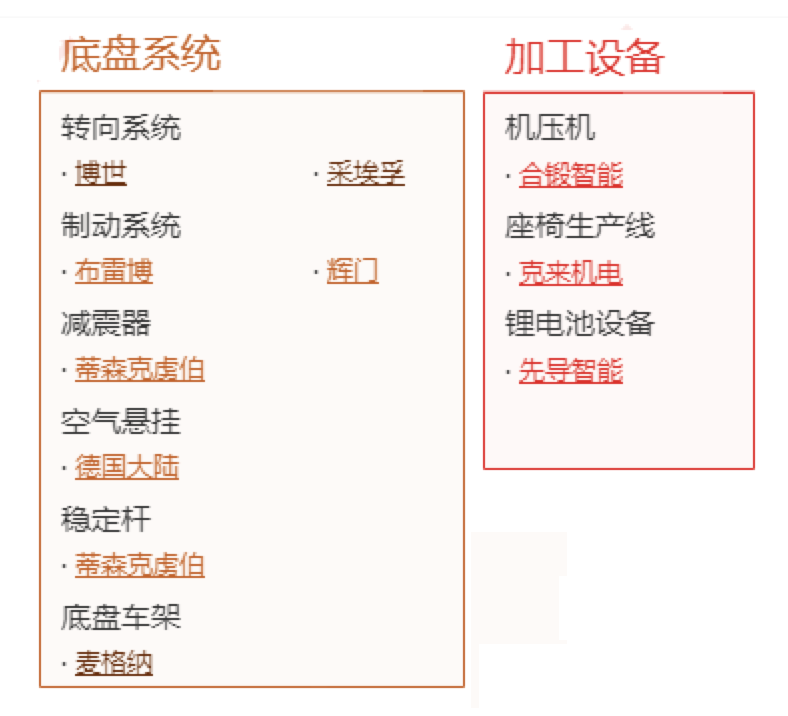 底盘系统
转向系统
· 博世 · 采埃孚
制动系统
· 布雷博 · 辉门
减震器
· 蒂森克虏伯
空气悬挂
· 德国大陆
稳定杆
· 蒂森克虏伯
底盘车架
· 麦格纳
加工设备
机压机
· 合锻智能
座椅生产线
· 克来机电
锂电池设备
· 先导智能